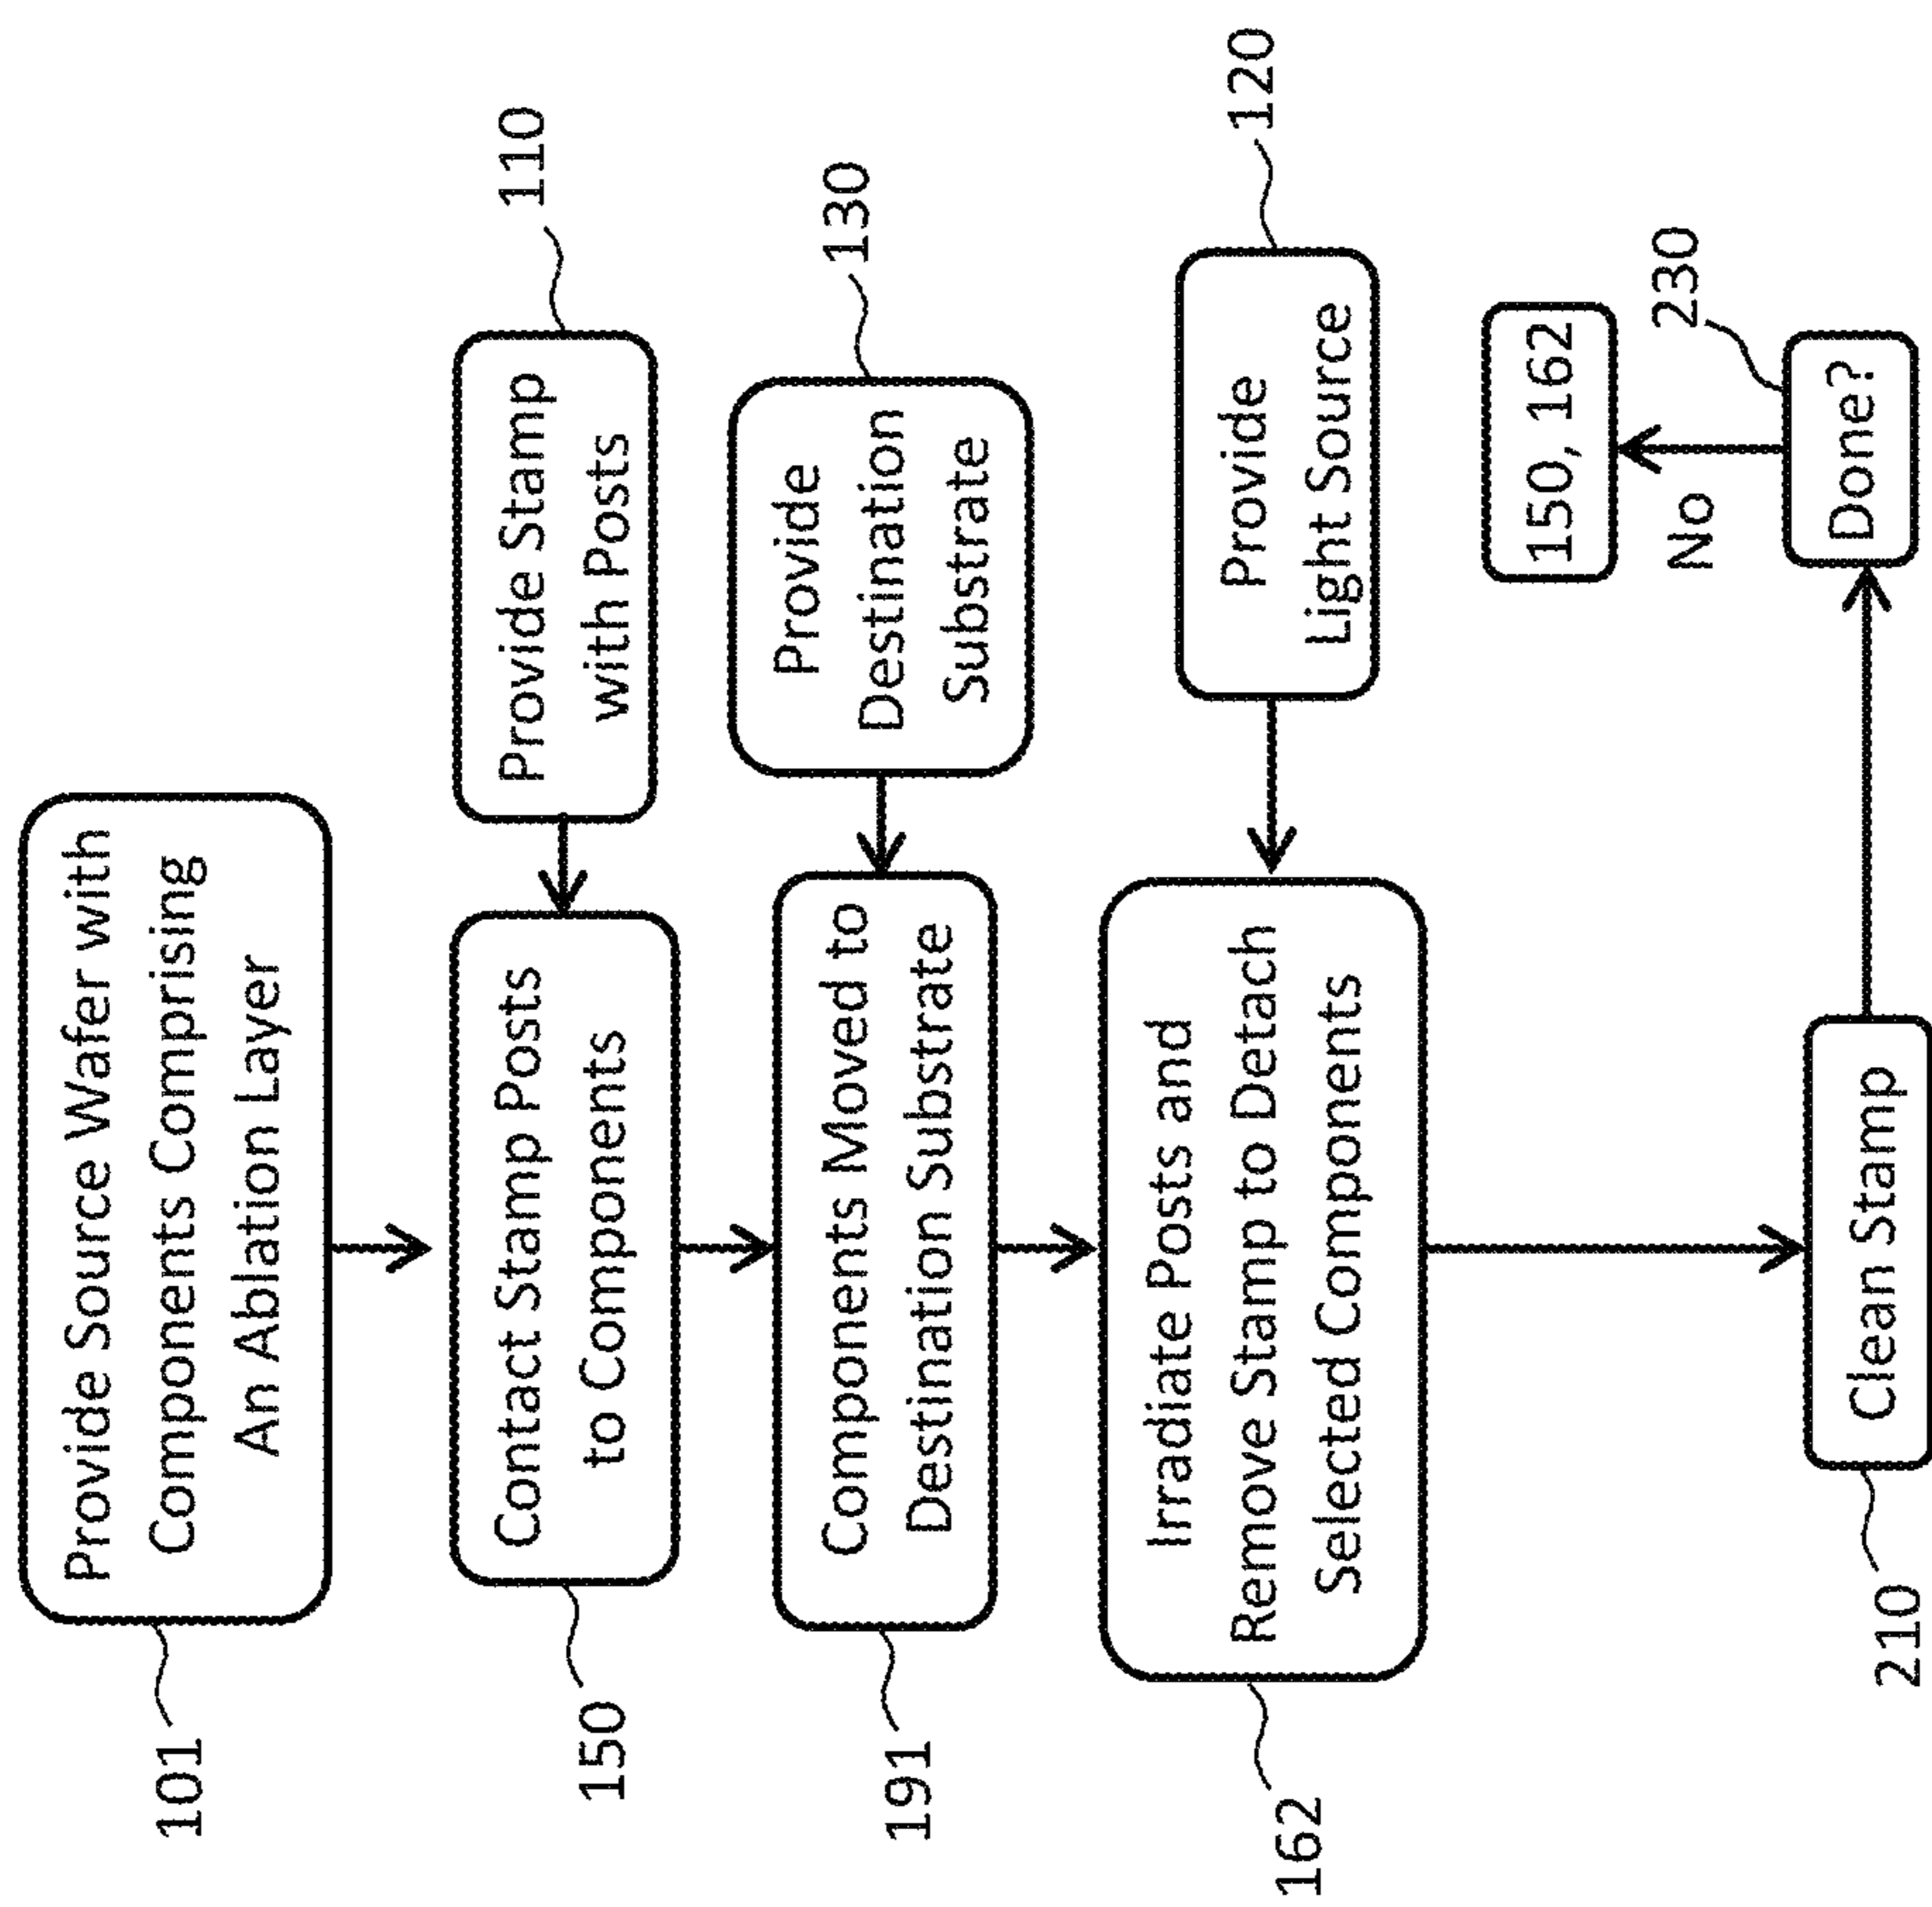 Provide Source Wafer with
Components Comprising
An Ablation Layer
101
Provide Stamp
with Posts
110
Contact Stamp Posts
to Components
150
Provide
Destination
Substrate
130
Components Moved to
Destination Substrate
191
Provide
Light Source
120
Irradiate Posts and
Remove Stamp to Detach
Selected Components
162
150, 162
No
230
Done?
Clean Stamp
210